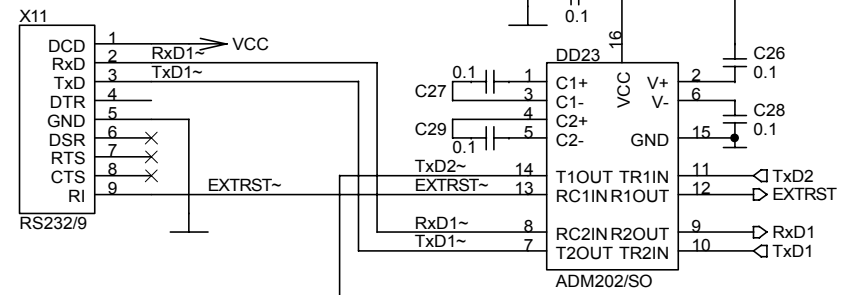 X11
DCD 1 VCC
RxD 2 RxD1~
TxD 3 TxD1~
DTR 4
GND 5
DSR 6
RTS 7
CTS 8
RI 9 EXTRST~
RS232/9
0.1
16
DD23
C27 0.1 1 C1+
3 C1-
C29 0.1 4 C2+
5 C2-
VCC
V+ 2 C26 0.1
V- 6 C28 0.1
GND 15
TxD2~ 14 T1OUT TR1IN 11 TxD2
EXTRST~ 13 RC1IN R1OUT 12 EXTRST
RxD1~ 8 RC2IN R2OUT 9 RxD1
TxD1~ 7 T2OUT TR2IN 10 TxD1
ADM202/SO